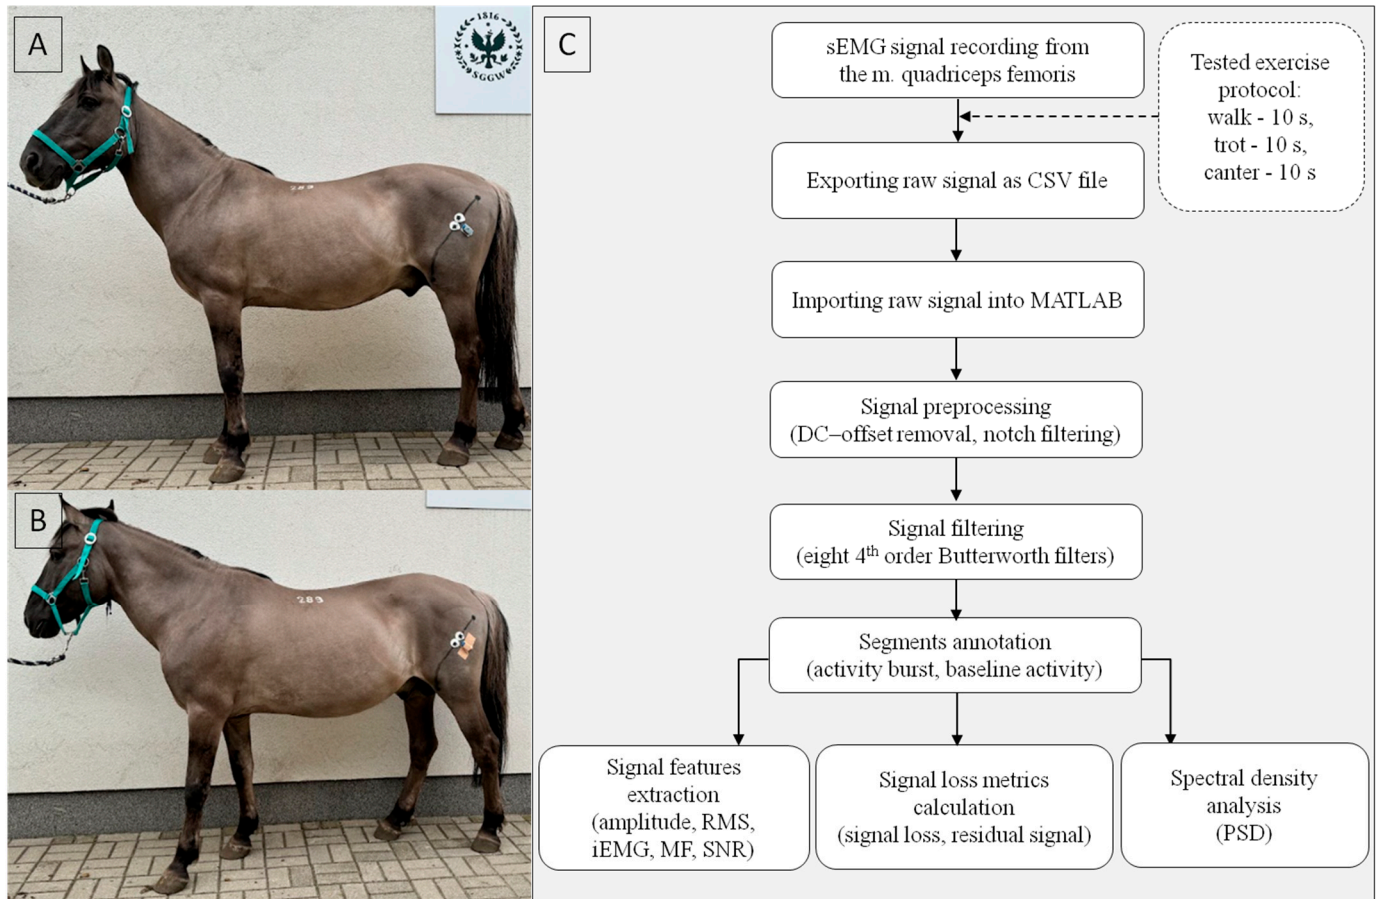 A
1816
SGGW
B
289
C
sEMG signal recording from
the m. quadriceps femoris
Tested exercise
protocol:
walk - 10 s,
trot - 10 s,
canter - 10 s
Exporting raw signal as CSV file
Importing raw signal into MATLAB
Signal preprocessing
(DC–offset removal, notch filtering)
Signal filtering
(eight 4th order Butterworth filters)
Segments annotation
(activity burst, baseline activity)
Signal features
extraction
(amplitude, RMS,
iEMG, MF, SNR)
Signal loss metrics
calculation
(signal loss, residual signal)
Spectral density
analysis
(PSD)